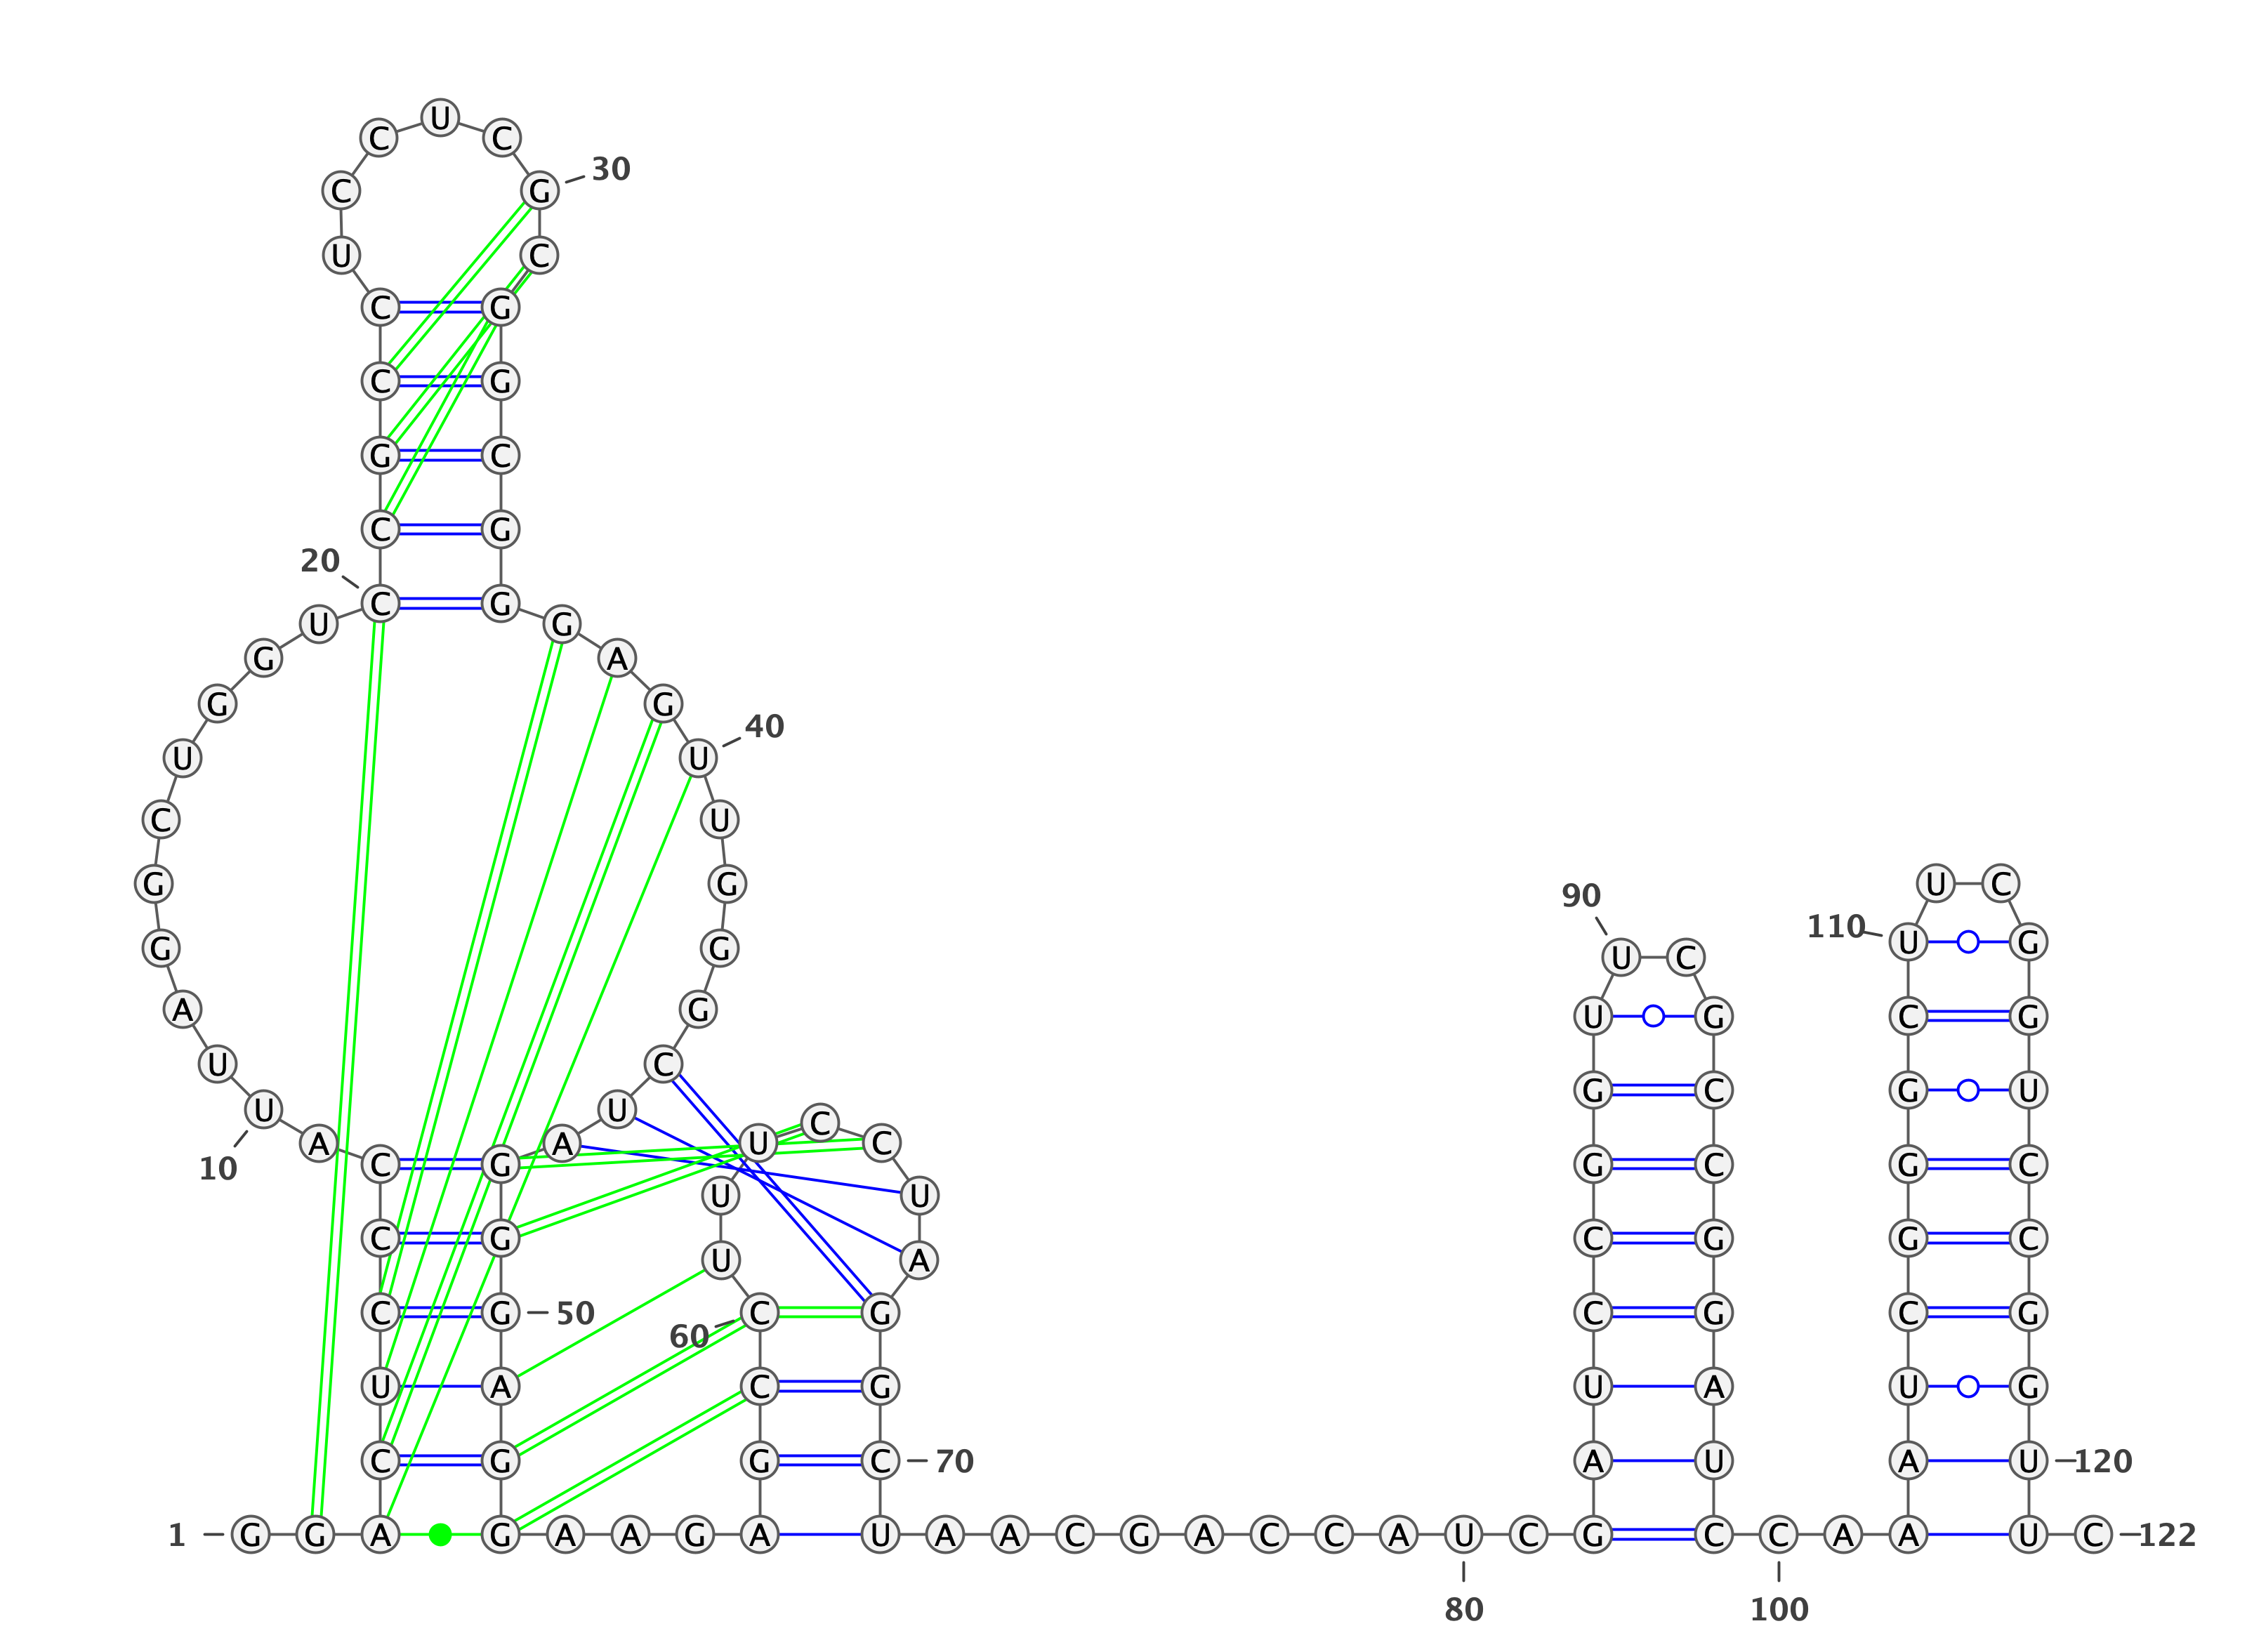 U
C C
C G 30
U C
C G
C G
G C
C G
20 C G
U G
G A
G G
U U 40
C U
G G U C
90
G G 110 U G
U C
A G U G C G
U C
G C G U
U U
C
A A U C
C G G C G C
10
U U
C G C G G C
U A
C G 50 C G C G C G
60
U A C G U A U G
C G G C 70 A U A U 120
1 G G A G A A G A U A A C G A C C A U C G C C A A U C 122
80 100